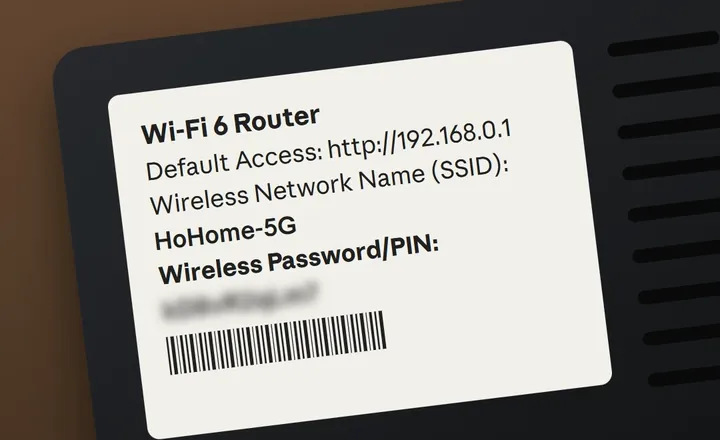 Wi-Fi 6 Router
Default Access: http://192.168.0.1
Wireless Network Name (SSID):
HoHome-5G
Wireless Password/PIN: